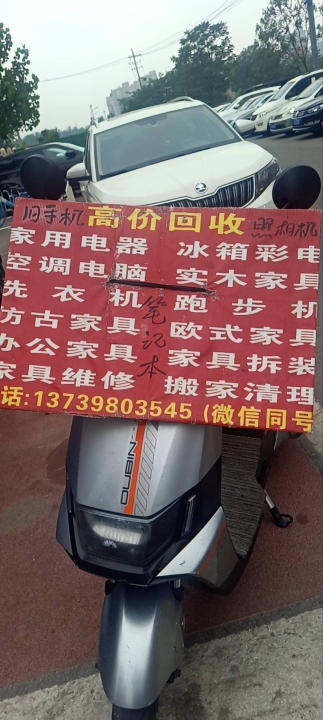 旧手机 高价回收 照相机
家用电器 冰箱彩电
空调电脑 实木家具
洗衣机 跑步机
仿古家具 欧式家具
办公家具 家具拆装
家具维修 搬家清理
话:13739803545 (微信同号
笔记本
OUBIN